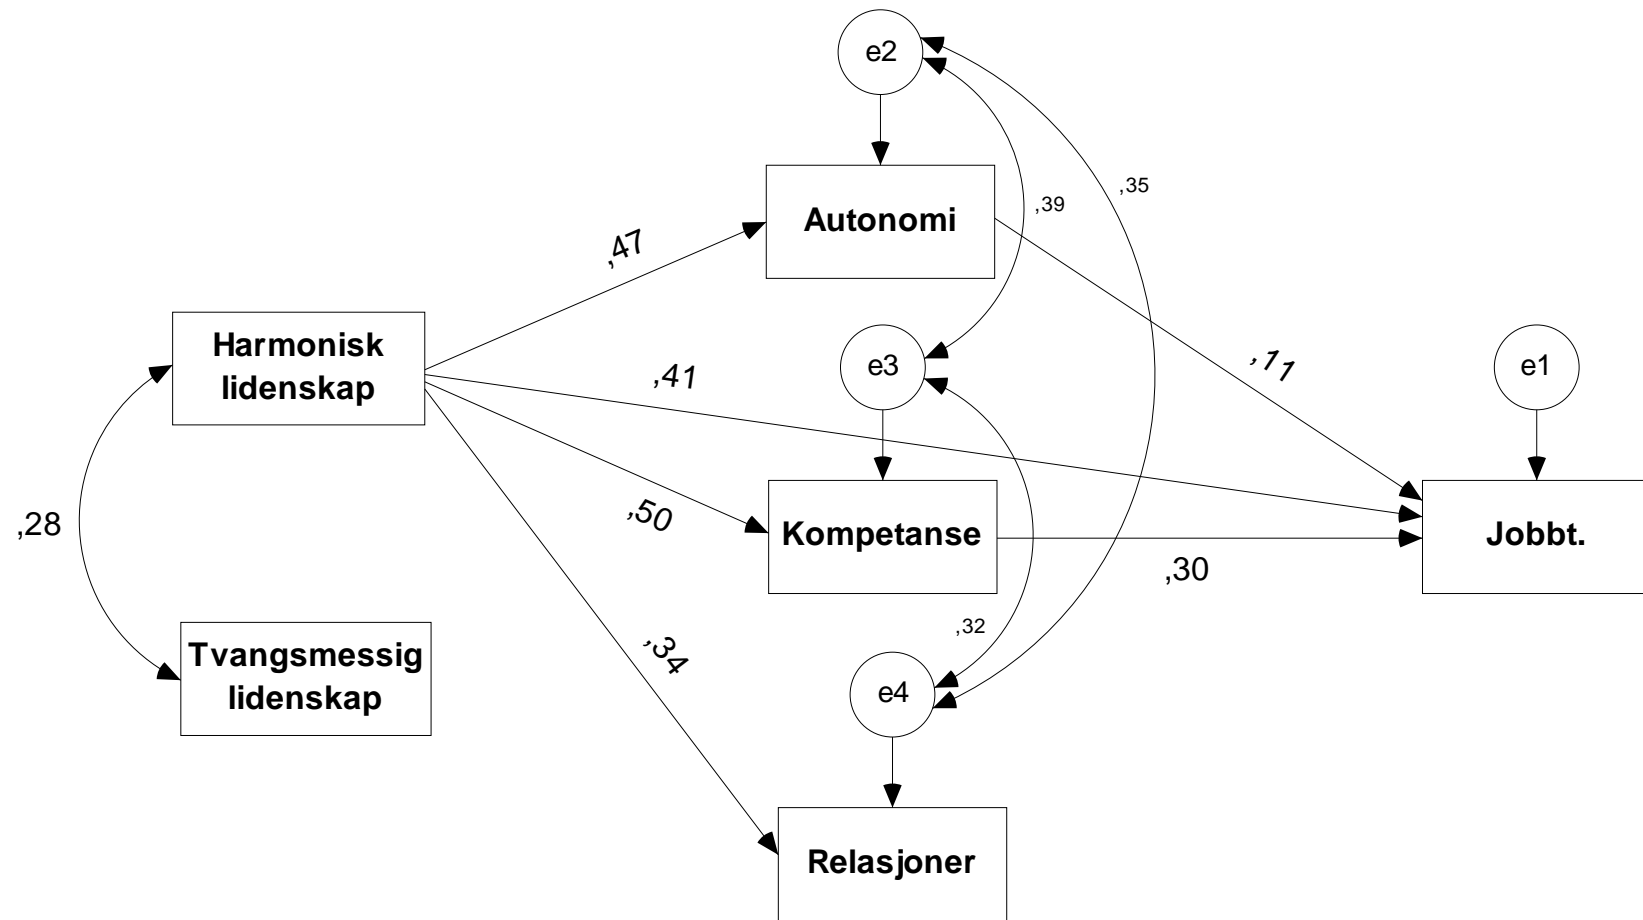 e2
,35
,39
Autonomi
,47
Harmonisk
lidenskap
e3
,41
,11
e1
,50
,28
Kompetanse
,30
Jobbt.
Tvangsmessig
lidenskap
,34
,32
e4
Relasjoner